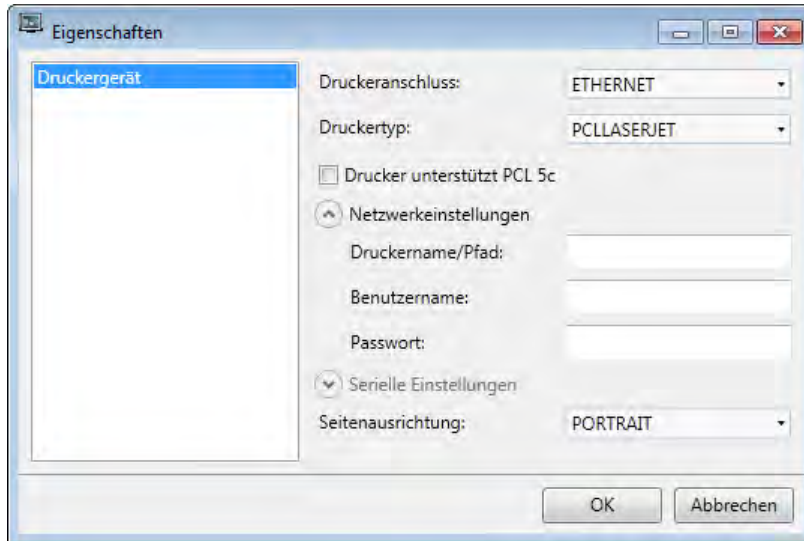 Eigenschaften
Druckergerät
Druckeranschluss: ETHERNET
Druckertyp: PCLLASERJET
Drucker unterstützt PCL 5c
Netzwerkeinstellungen
Druckername/Pfad:
Benutzername:
Passwort:
Serielle Einstellungen
Seitenausrichtung: PORTRAIT
OK Abbrechen